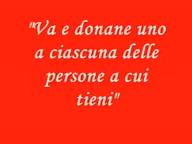 "Va e donane uno
a ciascuna delle
persone a cui
tieni"